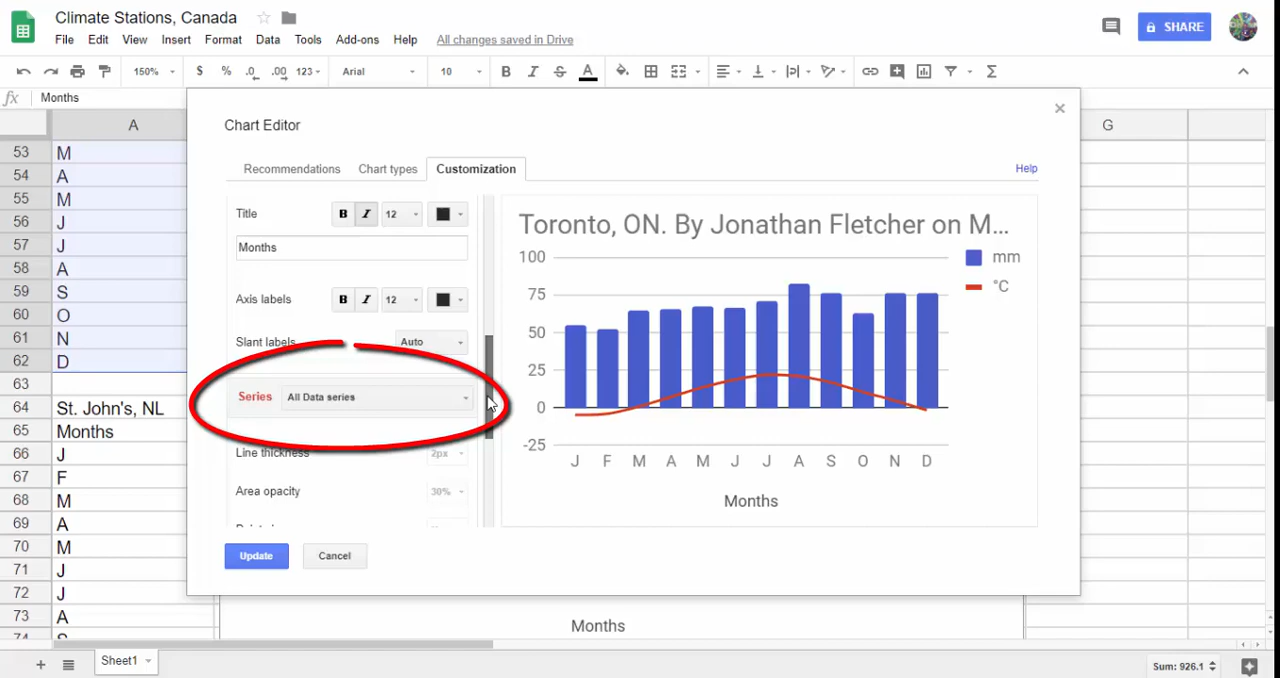 Climate Stations, Canada
File Edit View Insert Format Data Tools Add-ons Help All changes saved in Drive
SHARE
150% $ % .0 .00 123 Arial 10 B I S A Σ
fx Months
A G
Chart Editor
Recommendations Chart types Customization Help
Title B I 12
Months
Axis labels B I 12
Slant labels Auto
Series All Data series
Line thickness 2px
Area opacity 30%
Update Cancel
Toronto, ON. By Jonathan Fletcher on M...
mm
°C
100
75
50
25
0
-25
J F M A M J J A S O N D
Months
53 M
54 A
55 M
56 J
57 J
58 A
59 S
60 O
61 N
62 D
63
64 St. John's, NL
65 Months
66 J
67 F
68 M
69 A
70 M
71 J
72 J
73 A
74 S
Months
+ Sheet1 Sum: 926.1